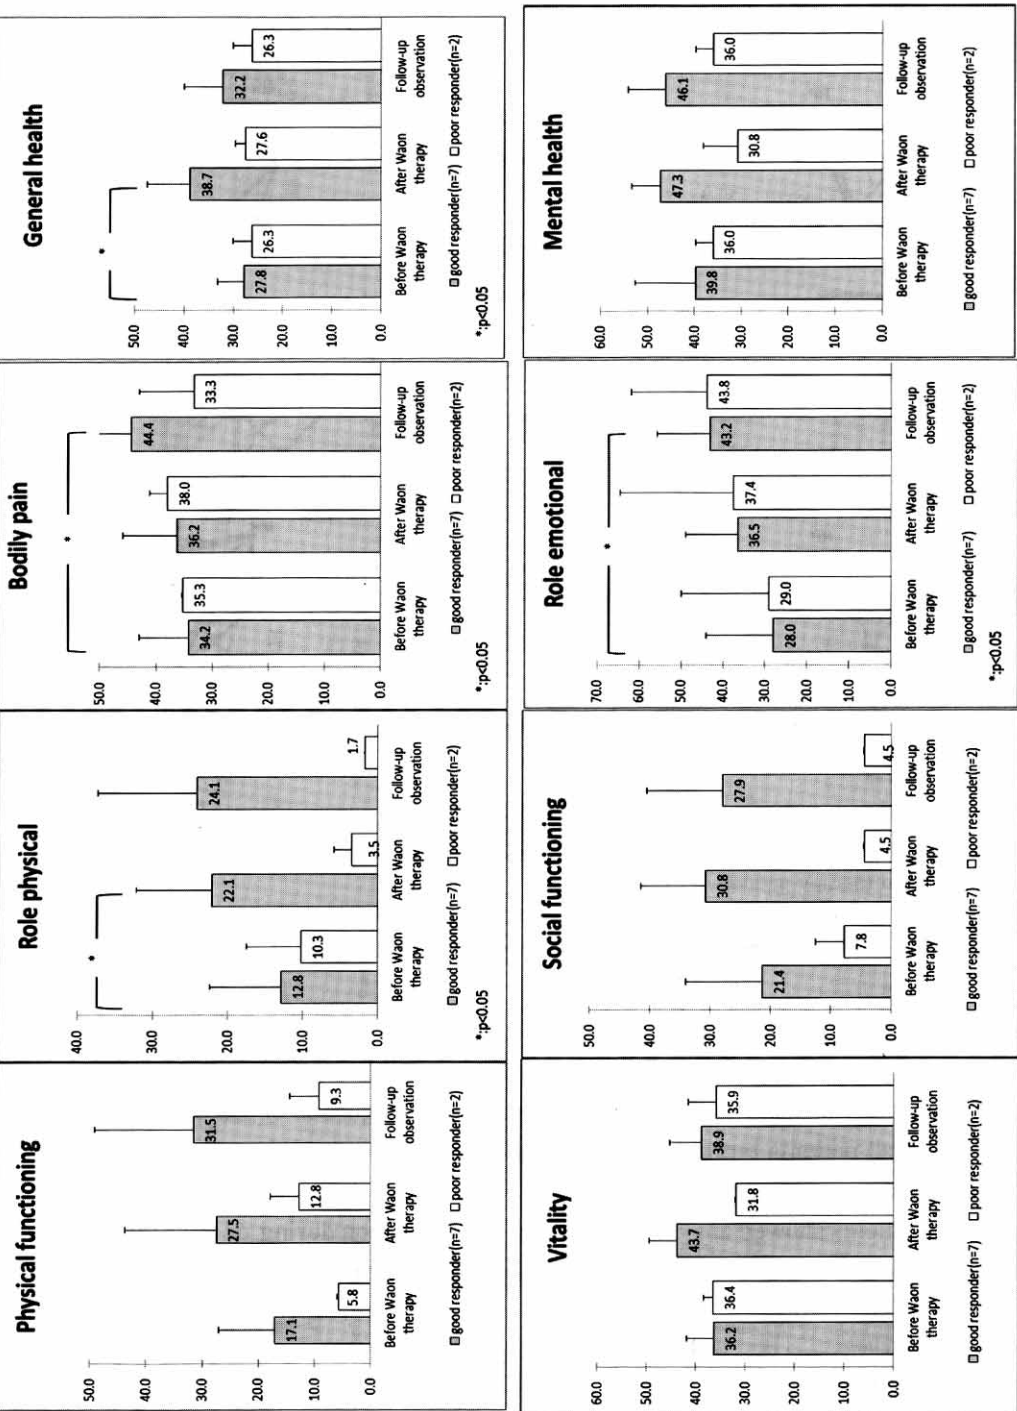 Physical functioning
50.0
40.0
30.0
20.0
10.0
0.0
17.1
5.8
27.5
12.8
31.5
9.3
Before Waon therapy
After Waon therapy
Follow-up observation
good responder(n=7) poor responder(n=2)
Role physical
40.0
30.0
20.0
10.0
0.0
*
12.8
10.3
22.1
3.5
24.1
1.7
Before Waon therapy
After Waon therapy
Follow-up observation
good responder(n=7) poor responder(n=2)
*:p<0.05
Bodily pain
50.0
40.0
30.0
20.0
10.0
0.0
*
34.2
35.3
36.2
38.0
44.4
33.3
Before Waon therapy
After Waon therapy
Follow-up observation
good responder(n=7) poor responder(n=2)
*:p<0.05
General health
50.0
40.0
30.0
20.0
10.0
0.0
*
27.8
26.3
38.7
27.6
32.2
26.3
Before Waon therapy
After Waon therapy
Follow-up observation
good responder(n=7) poor responder(n=2)
*:p<0.05
Vitality
60.0
50.0
40.0
30.0
20.0
10.0
0.0
36.2
36.4
43.7
31.8
38.9
35.9
Before Waon therapy
After Waon therapy
Follow-up observation
good responder(n=7) poor responder(n=2)
Social functioning
50.0
40.0
30.0
20.0
10.0
0.0
21.4
7.8
30.8
4.5
27.9
4.5
Before Waon therapy
After Waon therapy
Follow-up observation
good responder(n=7) poor responder(n=2)
Role emotional
70.0
60.0
50.0
40.0
30.0
20.0
10.0
0.0
*
28.0
29.0
36.5
37.4
43.2
43.8
Before Waon therapy
After Waon therapy
Follow-up observation
good responder(n=7) poor responder(n=2)
*:p<0.05
Mental health
60.0
50.0
40.0
30.0
20.0
10.0
0.0
39.8
36.0
47.3
30.8
46.1
36.0
Before Waon therapy
After Waon therapy
Follow-up observation
good responder(n=7) poor responder(n=2)